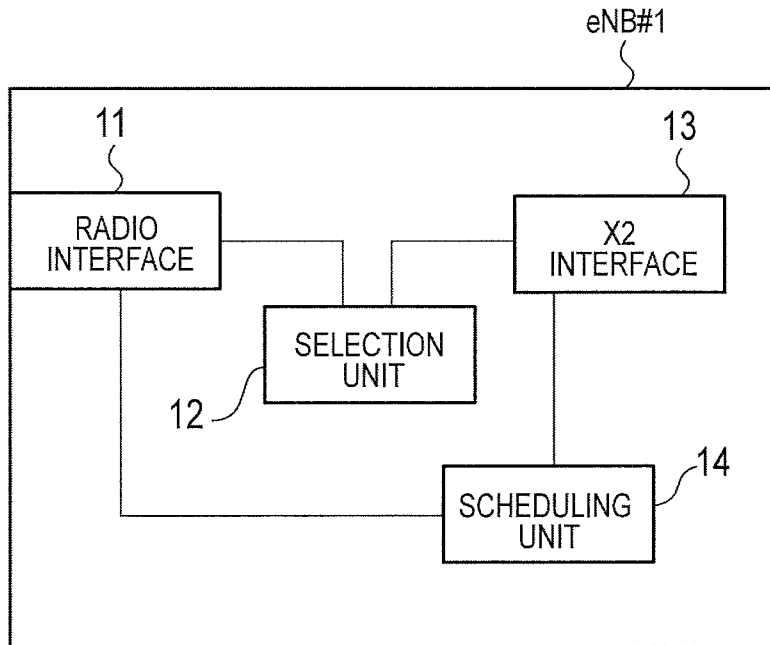 eNB#1
11
RADIO
INTERFACE
13
X2
INTERFACE
SELECTION
UNIT
12
14
SCHEDULING
UNIT